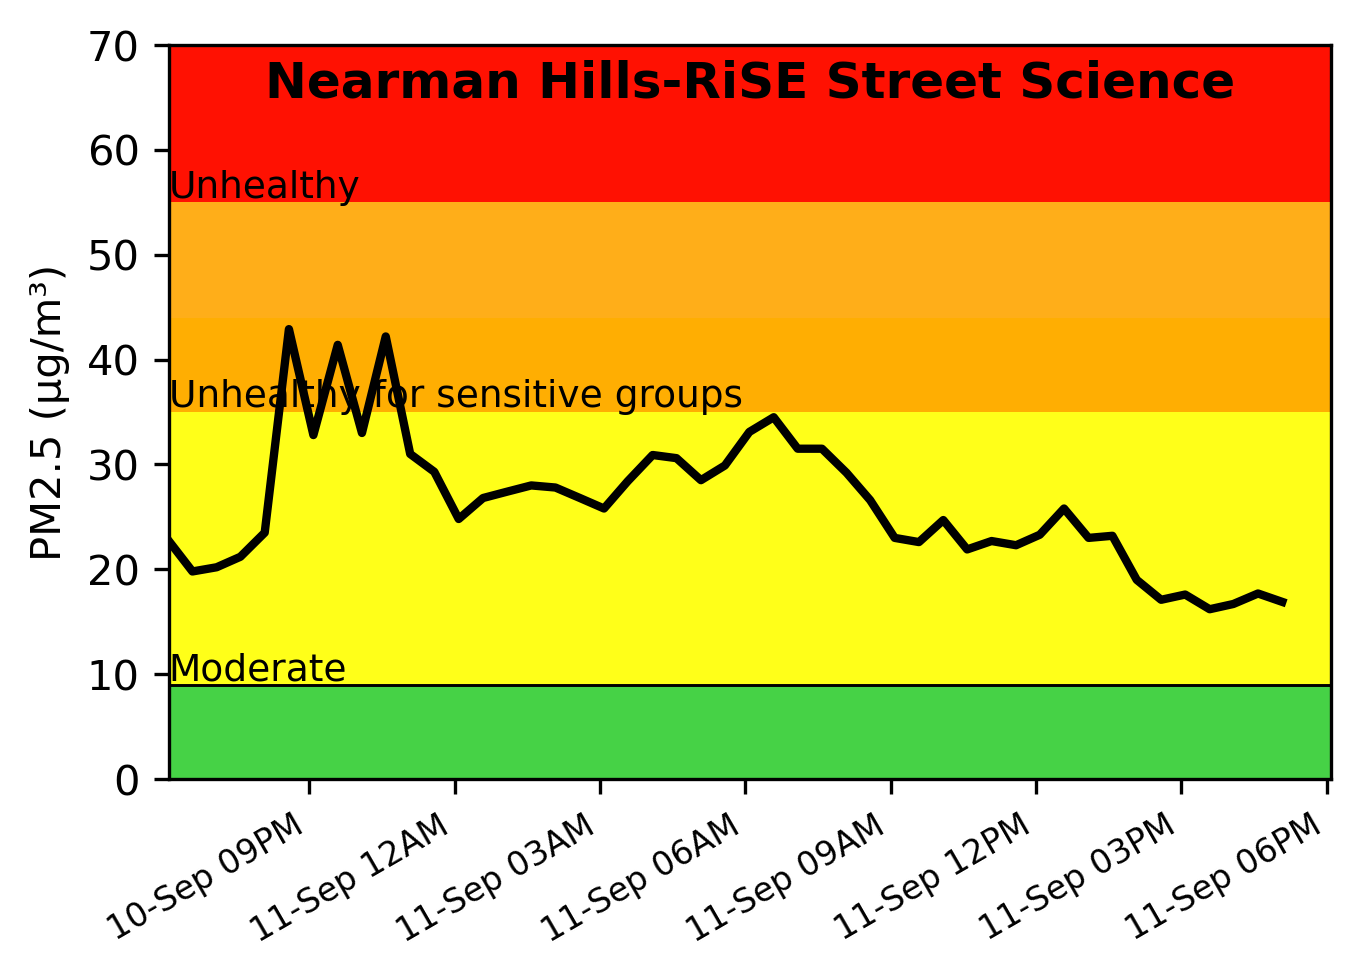 Nearman Hills-RiSE Street Science
PM2.5 (µg/m³)
70
60
50
40
30
20
10
0
Unhealthy
Unhealthy for sensitive groups
Moderate
10-Sep 09PM
11-Sep 12AM
11-Sep 03AM
11-Sep 06AM
11-Sep 09AM
11-Sep 12PM
11-Sep 03PM
11-Sep 06PM